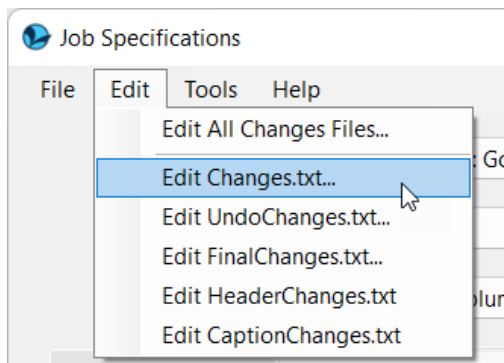 Job Specifications
File Edit Tools Help
Edit All Changes Files...
Edit Changes.txt...
Edit UndoChanges.txt...
Edit FinalChanges.txt...
Edit HeaderChanges.txt
Edit CaptionChanges.txt